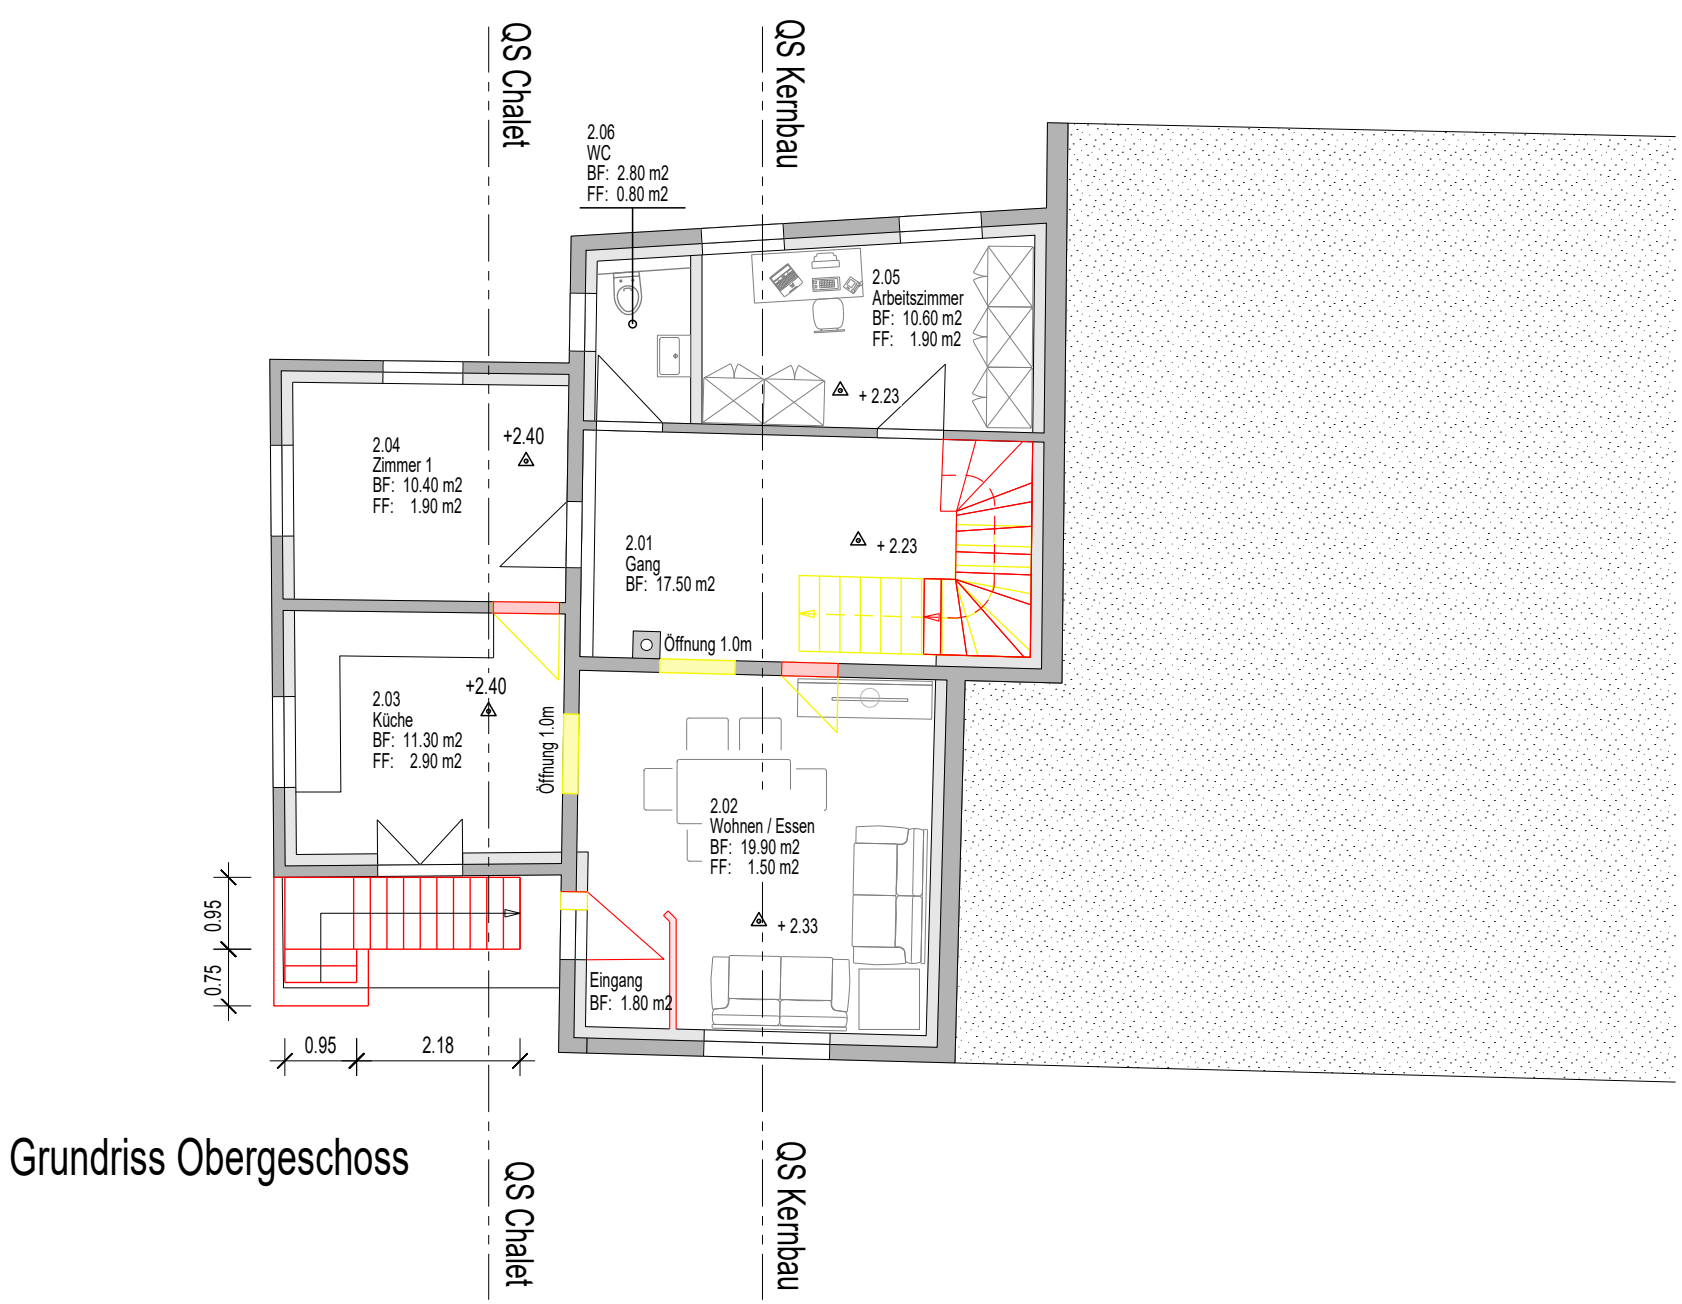 QS Chalet
QS Kernbau
2.06
WC
BF: 2.80 m2
FF: 0.80 m2
2.05
Arbeitszimmer
BF: 10.60 m2
FF: 1.90 m2
+ 2.23
2.04
Zimmer 1
BF: 10.40 m2
FF: 1.90 m2
+2.40
2.01
Gang
BF: 17.50 m2
+ 2.23
Öffnung 1.0m
2.03
Küche
BF: 11.30 m2
FF: 2.90 m2
+2.40
Öffnung 1.0m
2.02
Wohnen / Essen
BF: 19.90 m2
FF: 1.50 m2
+ 2.33
Eingang
BF: 1.80 m2
0.95
0.75
0.95
2.18
Grundriss Obergeschoss
QS Chalet
QS Kernbau